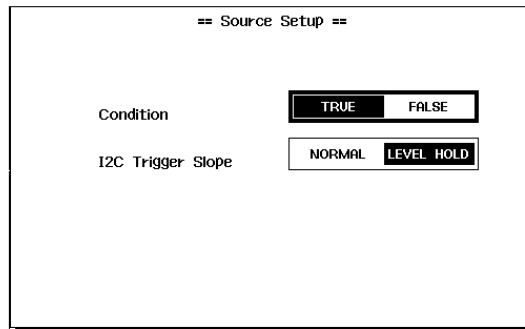 == Source Setup ==
Condition TRUE FALSE
I2C Trigger Slope NORMAL LEVEL HOLD